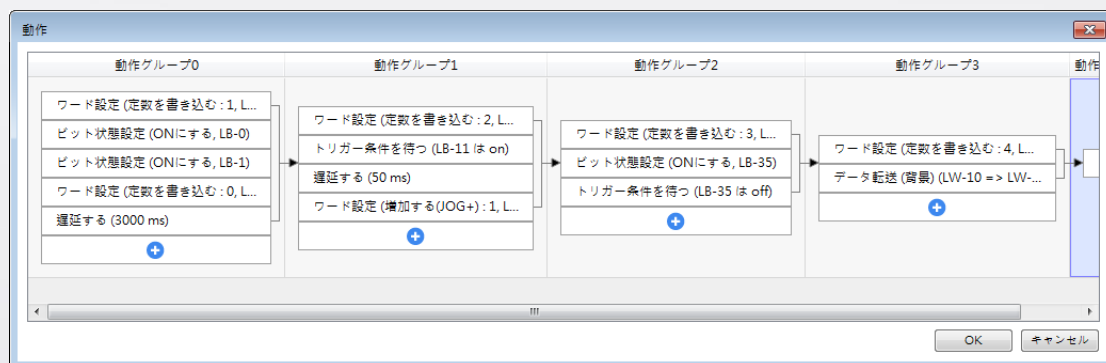 動作
動作グループ0
動作グループ1
動作グループ2
動作グループ3
動作
ワード設定 (定数を書き込む : 1, L...
ビット状態設定 (ONにする, LB-0)
ビット状態設定 (ONにする, LB-1)
ワード設定 (定数を書き込む : 0, L...
遅延する (3000 ms)
ワード設定 (定数を書き込む : 2, L...
トリガー条件を待つ (LB-11 は on)
遅延する (50 ms)
ワード設定 (増加する(JOG+) : 1, L...
ワード設定 (定数を書き込む : 3, L...
ビット状態設定 (ONにする, LB-35)
トリガー条件を待つ (LB-35 は off)
ワード設定 (定数を書き込む : 4, L...
データ転送 (背景) (LW-10 => LW-...
OK
キャンセル